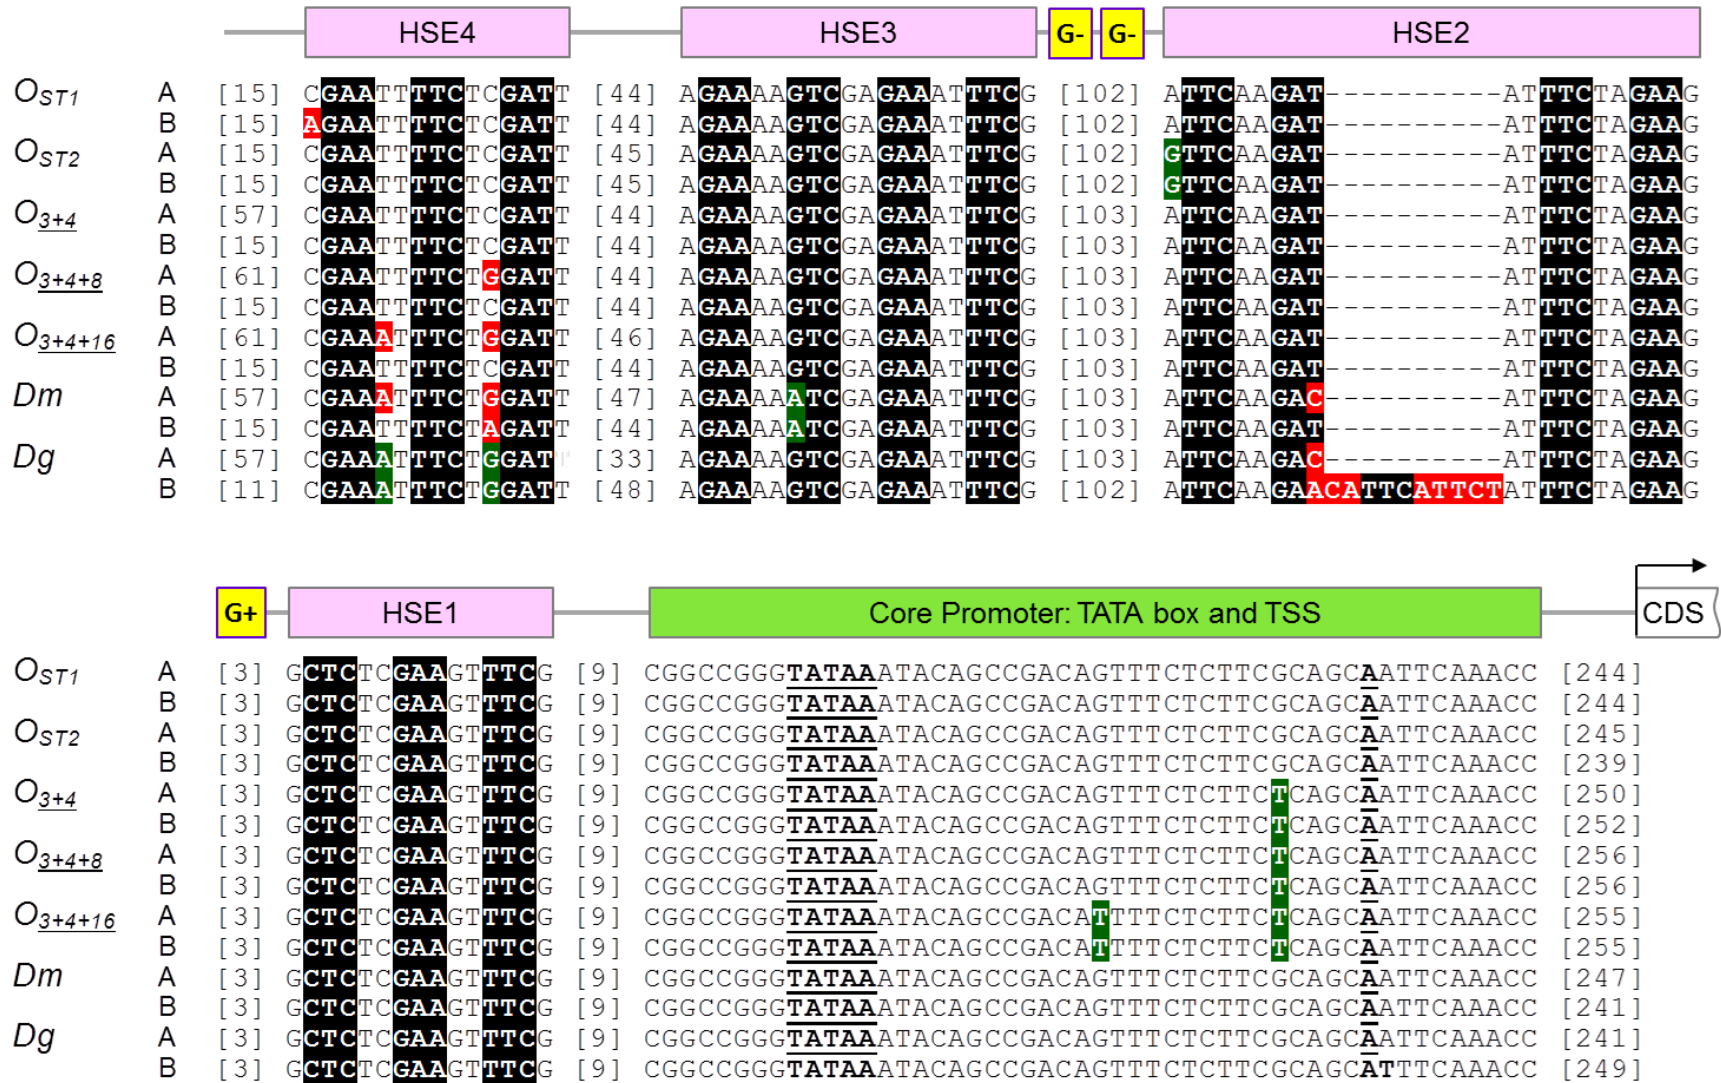 HSE4 HSE3 G- G- HSE2
OST1 A [15] CGAATTTTCTCGATT [44] AGAAAAGTCGAGAAATTTCG [102] ATTCAAGAT----------ATTTCTAGAAG
B [15] AGAATTTTCTCGATT [44] AGAAAAGTCGAGAAATTTCG [102] ATTCAAGAT----------ATTTCTAGAAG
OST2 A [15] CGAATTTTCTCGATT [45] AGAAAAGTCGAGAAATTTCG [102] GTTCAAGAT----------ATTTCTAGAAG
B [15] CGAATTTTCTCGATT [45] AGAAAAGTCGAGAAATTTCG [102] GTTCAAGAT----------ATTTCTAGAAG
O3+4 A [57] CGAATTTTCTCGATT [44] AGAAAAGTCGAGAAATTTCG [103] ATTCAAGAT----------ATTTCTAGAAG
B [15] CGAATTTTCTCGATT [44] AGAAAAGTCGAGAAATTTCG [103] ATTCAAGAT----------ATTTCTAGAAG
O3+4+8 A [61] CGAATTTTCTGGATT [44] AGAAAAGTCGAGAAATTTCG [103] ATTCAAGAT----------ATTTCTAGAAG
B [15] CGAATTTTCTCGATT [44] AGAAAAGTCGAGAAATTTCG [103] ATTCAAGAT----------ATTTCTAGAAG
O3+4+16 A [61] CGAAATTTCTGGATT [46] AGAAAAGTCGAGAAATTTCG [103] ATTCAAGAT----------ATTTCTAGAAG
B [15] CGAATTTTCTCGATT [44] AGAAAAGTCGAGAAATTTCG [103] ATTCAAGAT----------ATTTCTAGAAG
Dm A [57] CGAAATTTCTGGATT [47] AGAAAAATCGAGAAATTTCG [103] ATTCAAGAC----------ATTTCTAGAAG
B [15] CGAATTTTCTAGATT [44] AGAAAAATCGAGAAATTTCG [103] ATTCAAGAT----------ATTTCTAGAAG
Dg A [57] CGAAATTTCTGGATT [33] AGAAAAGTCGAGAAATTTCG [103] ATTCAAGAC----------ATTTCTAGAAG
B [11] CGAAATTTCTGGATT [48] AGAAAAGTCGAGAAATTTCG [102] ATTCAAGAACATTCATTCTATTTCTAGAAG
G+ HSE1 Core Promoter: TATA box and TSS CDS
OST1 A [3] GCTCTCGAAGTTTCG [9] CGGCCGGGTATAAATACAGCCGACAGTTTCTCTTCGCAGCAATTCAAACC [244]
B [3] GCTCTCGAAGTTTCG [9] CGGCCGGGTATAAATACAGCCGACAGTTTCTCTTCGCAGCAATTCAAACC [244]
OST2 A [3] GCTCTCGAAGTTTCG [9] CGGCCGGGTATAAATACAGCCGACAGTTTCTCTTCGCAGCAATTCAAACC [245]
B [3] GCTCTCGAAGTTTCG [9] CGGCCGGGTATAAATACAGCCGACAGTTTCTCTTCGCAGCAATTCAAACC [239]
O3+4 A [3] GCTCTCGAAGTTTCG [9] CGGCCGGGTATAAATACAGCCGACAGTTTCTCTTCTCAGCAATTCAAACC [250]
B [3] GCTCTCGAAGTTTCG [9] CGGCCGGGTATAAATACAGCCGACAGTTTCTCTTCTCAGCAATTCAAACC [252]
O3+4+8 A [3] GCTCTCGAAGTTTCG [9] CGGCCGGGTATAAATACAGCCGACAGTTTCTCTTCTCAGCAATTCAAACC [256]
B [3] GCTCTCGAAGTTTCG [9] CGGCCGGGTATAAATACAGCCGACAGTTTCTCTTCTCAGCAATTCAAACC [256]
O3+4+16 A [3] GCTCTCGAAGTTTCG [9] CGGCCGGGTATAAATACAGCCGACATTTTCTCTTCTCAGCAATTCAAACC [255]
B [3] GCTCTCGAAGTTTCG [9] CGGCCGGGTATAAATACAGCCGACATTTTCTCTTCTCAGCAATTCAAACC [255]
Dm A [3] GCTCTCGAAGTTTCG [9] CGGCCGGGTATAAATACAGCCGACAGTTTCTCTTCGCAGCAATTCAAACC [247]
B [3] GCTCTCGAAGTTTCG [9] CGGCCGGGTATAAATACAGCCGACAGTTTCTCTTCGCAGCAATTCAAACC [241]
Dg A [3] GCTCTCGAAGTTTCG [9] CGGCCGGGTATAAATACAGCCGACAGTTTCTCTTCGCAGCAATTCAAACC [241]
B [3] GCTCTCGAAGTTTCG [9] CGGCCGGGTATAAATACAGCCGACAGTTTCTCTTCGCAGCATTTCAAACC [249]